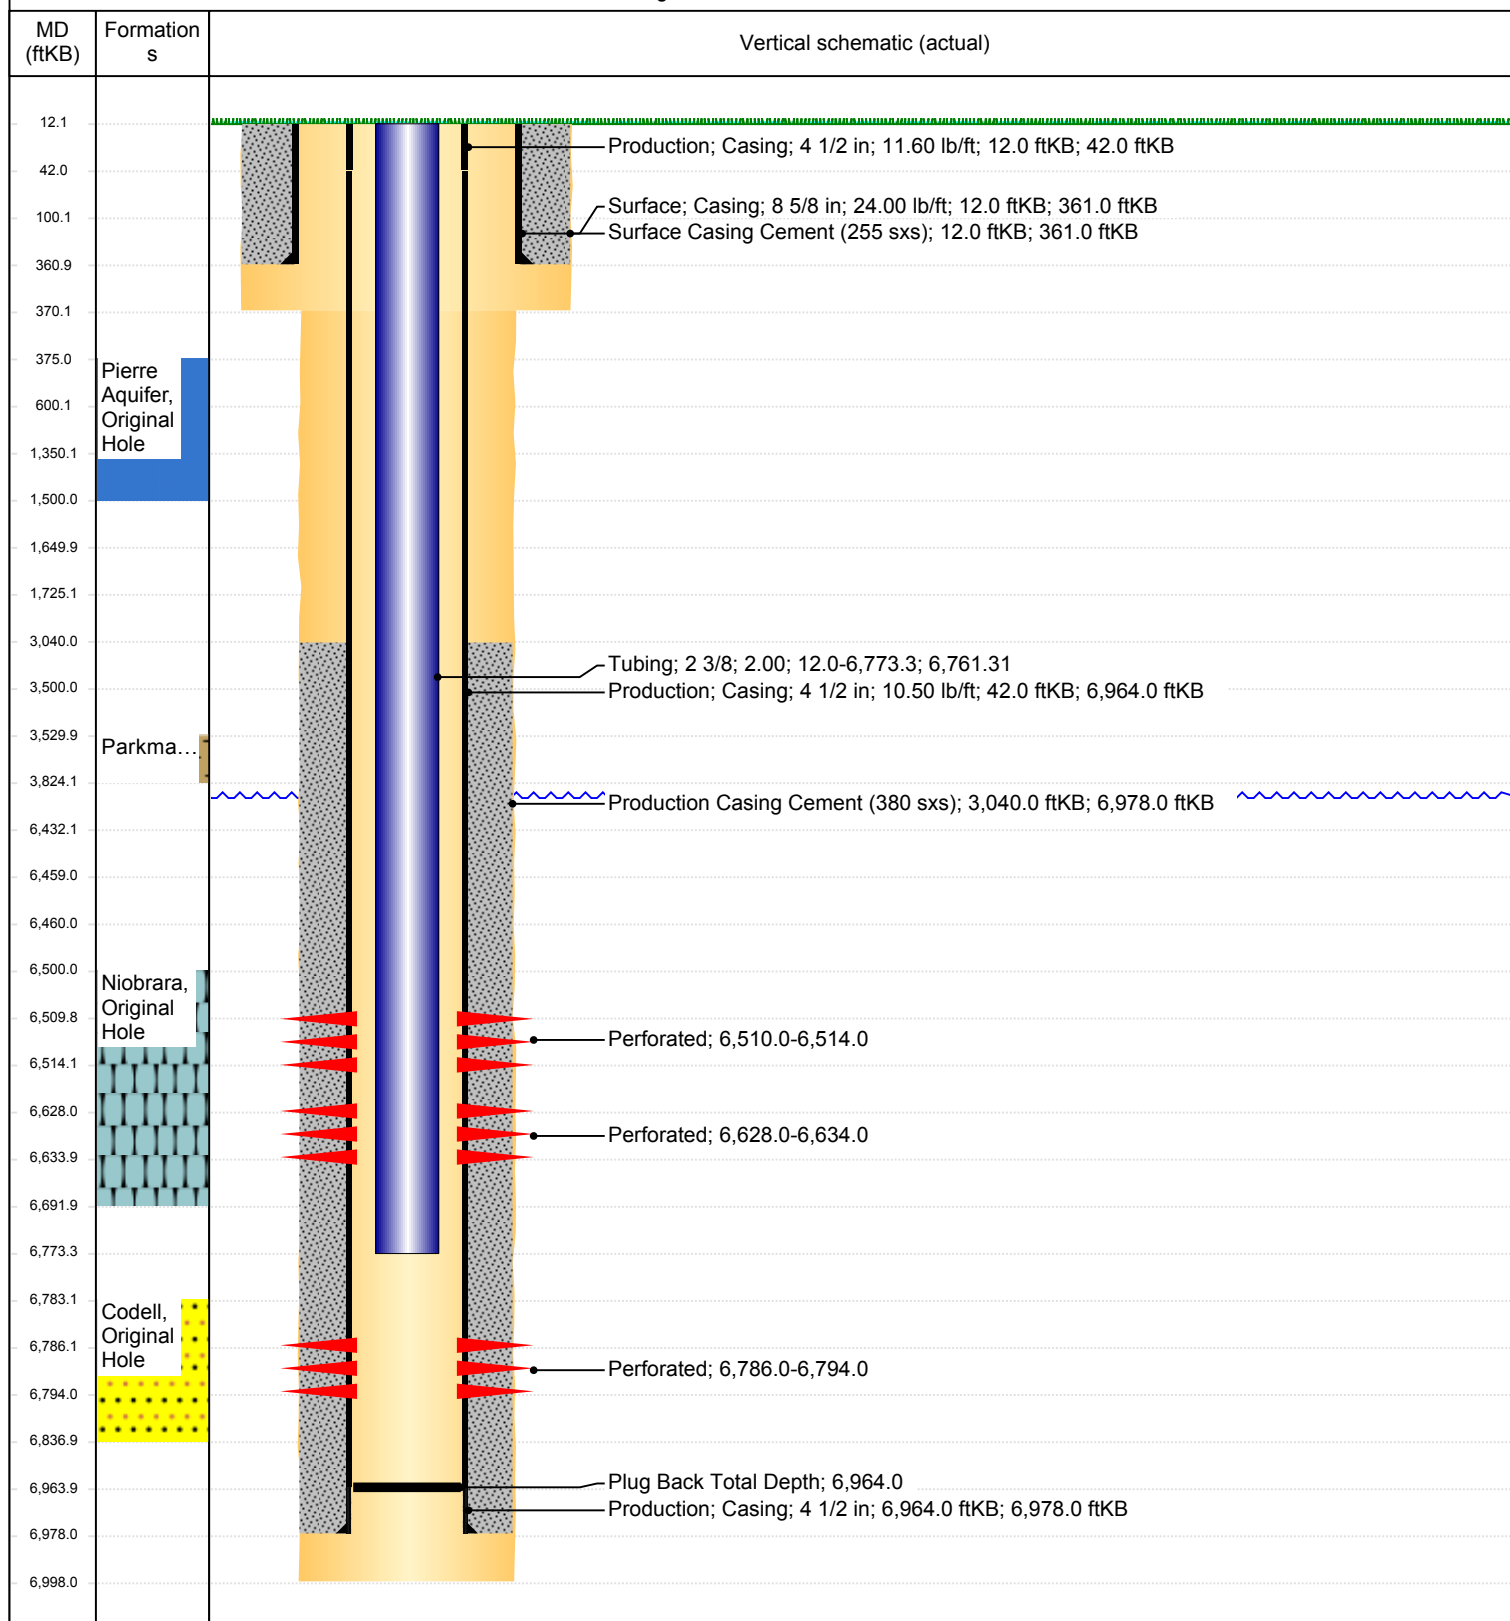 MD
(ftKB)
Formation
s
Vertical schematic (actual)
12.1
Production; Casing; 4 1/2 in; 11.60 lb/ft; 12.0 ftKB; 42.0 ftKB
42.0
Surface; Casing; 8 5/8 in; 24.00 lb/ft; 12.0 ftKB; 361.0 ftKB
100.1
Surface Casing Cement (255 sxs); 12.0 ftKB; 361.0 ftKB
360.9
370.1
375.0
Pierre
Aquifer,
Original
Hole
600.1
1,350.1
1,500.0
1,649.9
1,725.1
3,040.0
Tubing; 2 3/8; 2.00; 12.0-6,773.3; 6,761.31
3,500.0
Production; Casing; 4 1/2 in; 10.50 lb/ft; 42.0 ftKB; 6,964.0 ftKB
3,529.9
Parkma...
3,824.1
Production Casing Cement (380 sxs); 3,040.0 ftKB; 6,978.0 ftKB
6,432.1
6,459.0
6,460.0
6,500.0
Niobrara,
Original
Hole
6,509.8
Perforated; 6,510.0-6,514.0
6,514.1
6,628.0
Perforated; 6,628.0-6,634.0
6,633.9
6,691.9
6,773.3
6,783.1
Codell,
Original
Hole
6,786.1
Perforated; 6,786.0-6,794.0
6,794.0
6,836.9
Plug Back Total Depth; 6,964.0
6,963.9
Production; Casing; 4 1/2 in; 6,964.0 ftKB; 6,978.0 ftKB
6,978.0
6,998.0